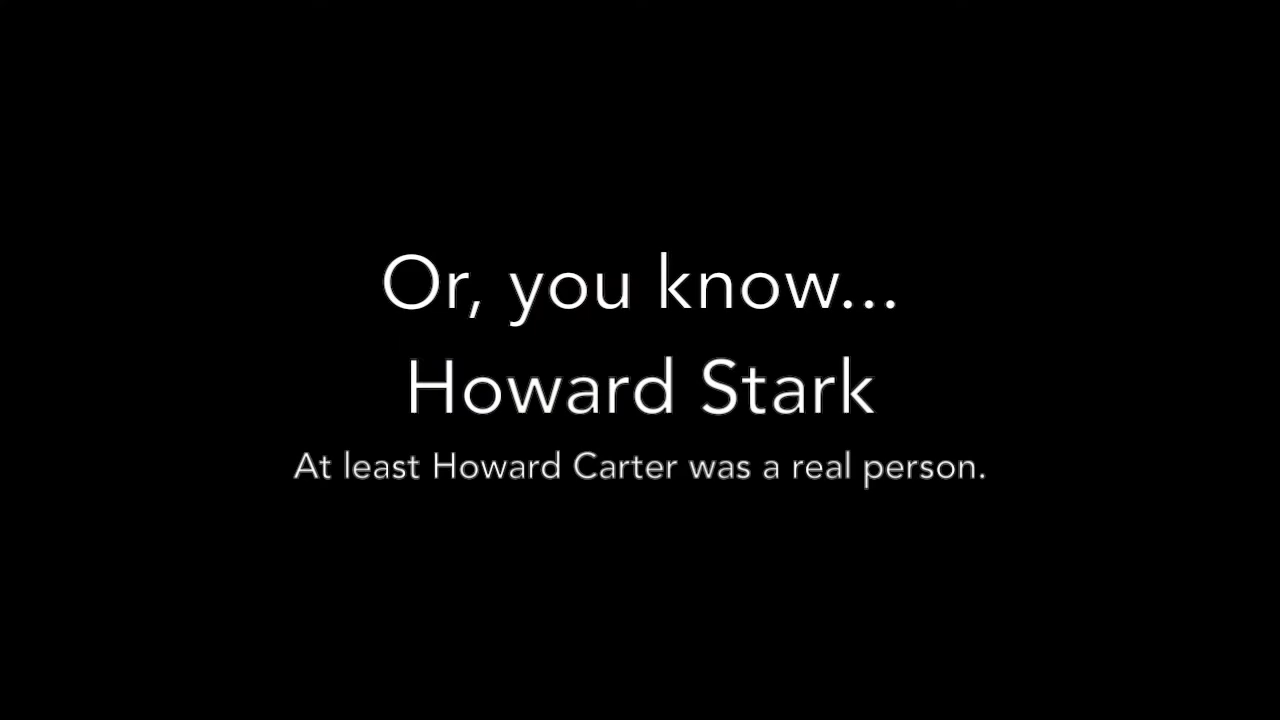 Or, you know...
Howard Stark
At least Howard Carter was a real person.